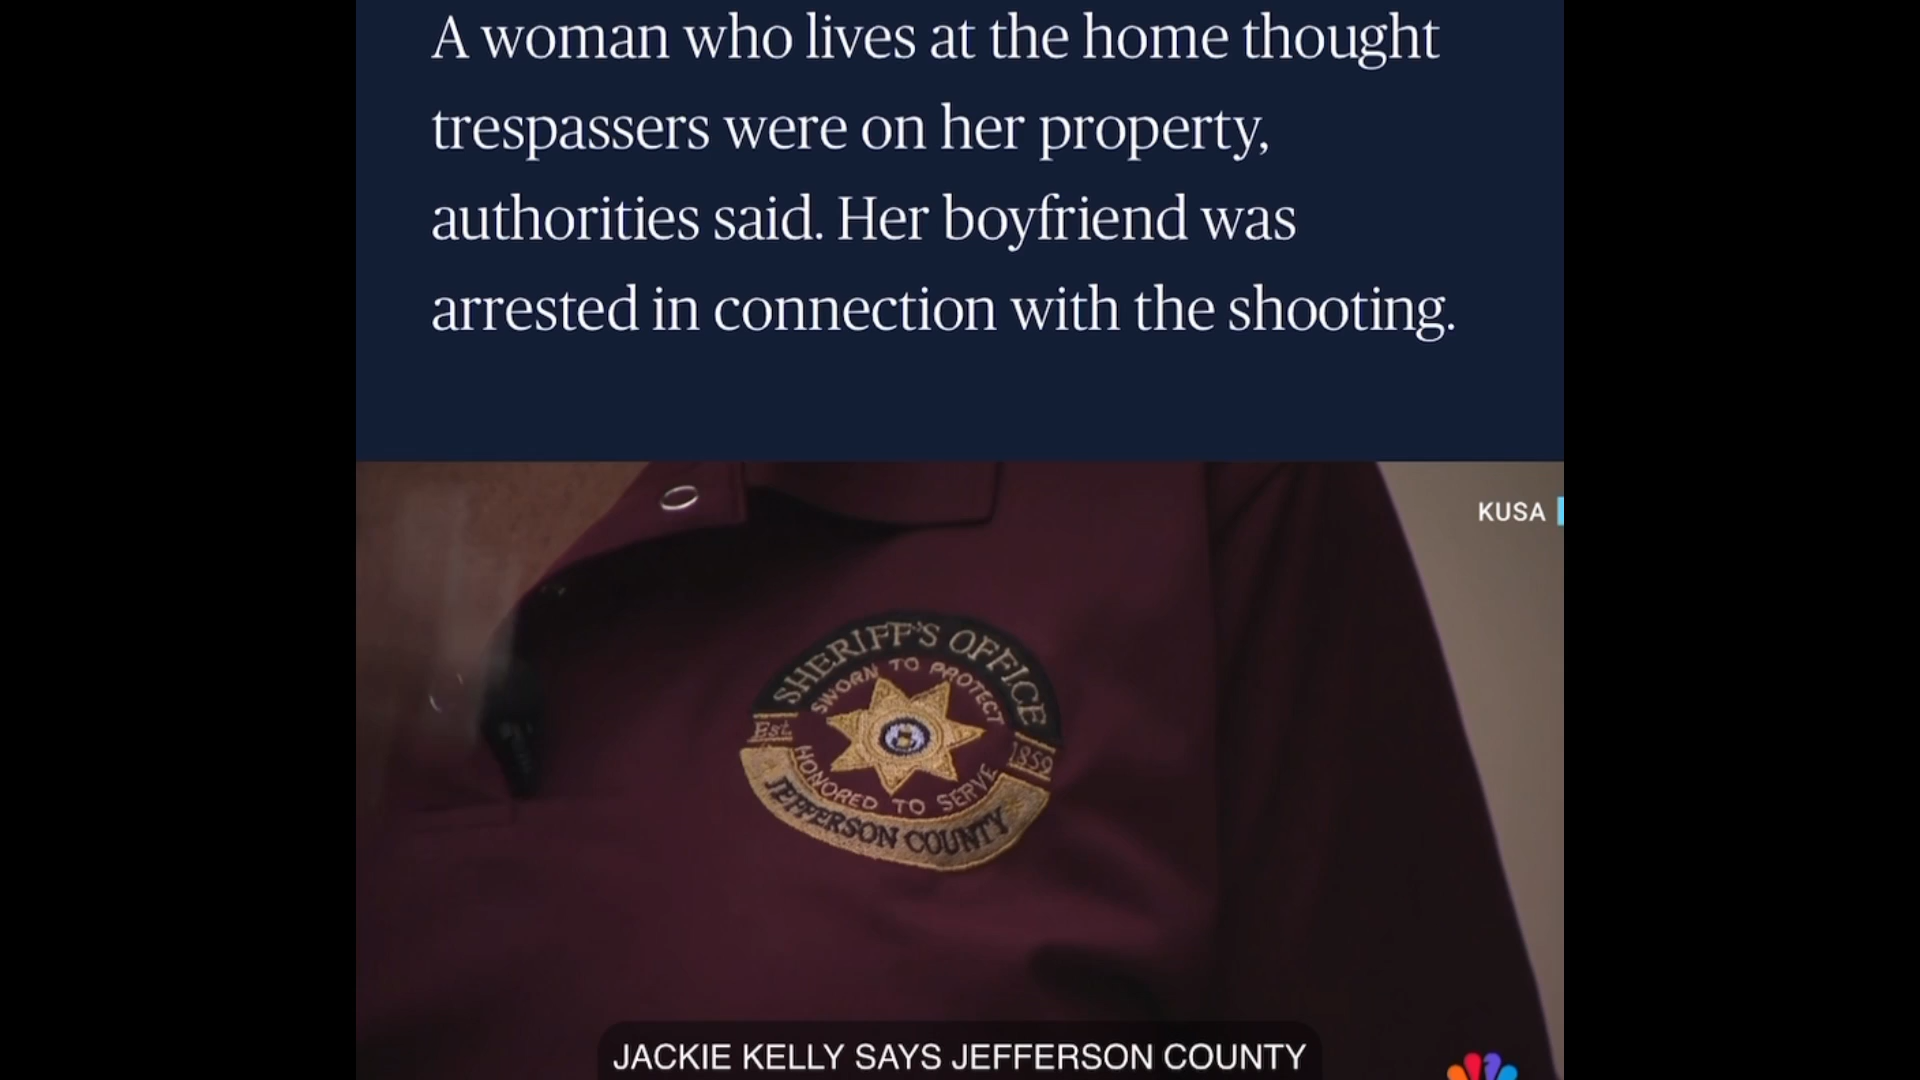 A woman who lives at the home thought
trespassers were on her property,
authorities said. Her boyfriend was
arrested in connection with the shooting.
KUSA
SHERIFF'S OFFICE
SWORN TO PROTECT
Est. 1859
HONORED TO SERVE
JEFFERSON COUNTY
JACKIE KELLY SAYS JEFFERSON COUNTY